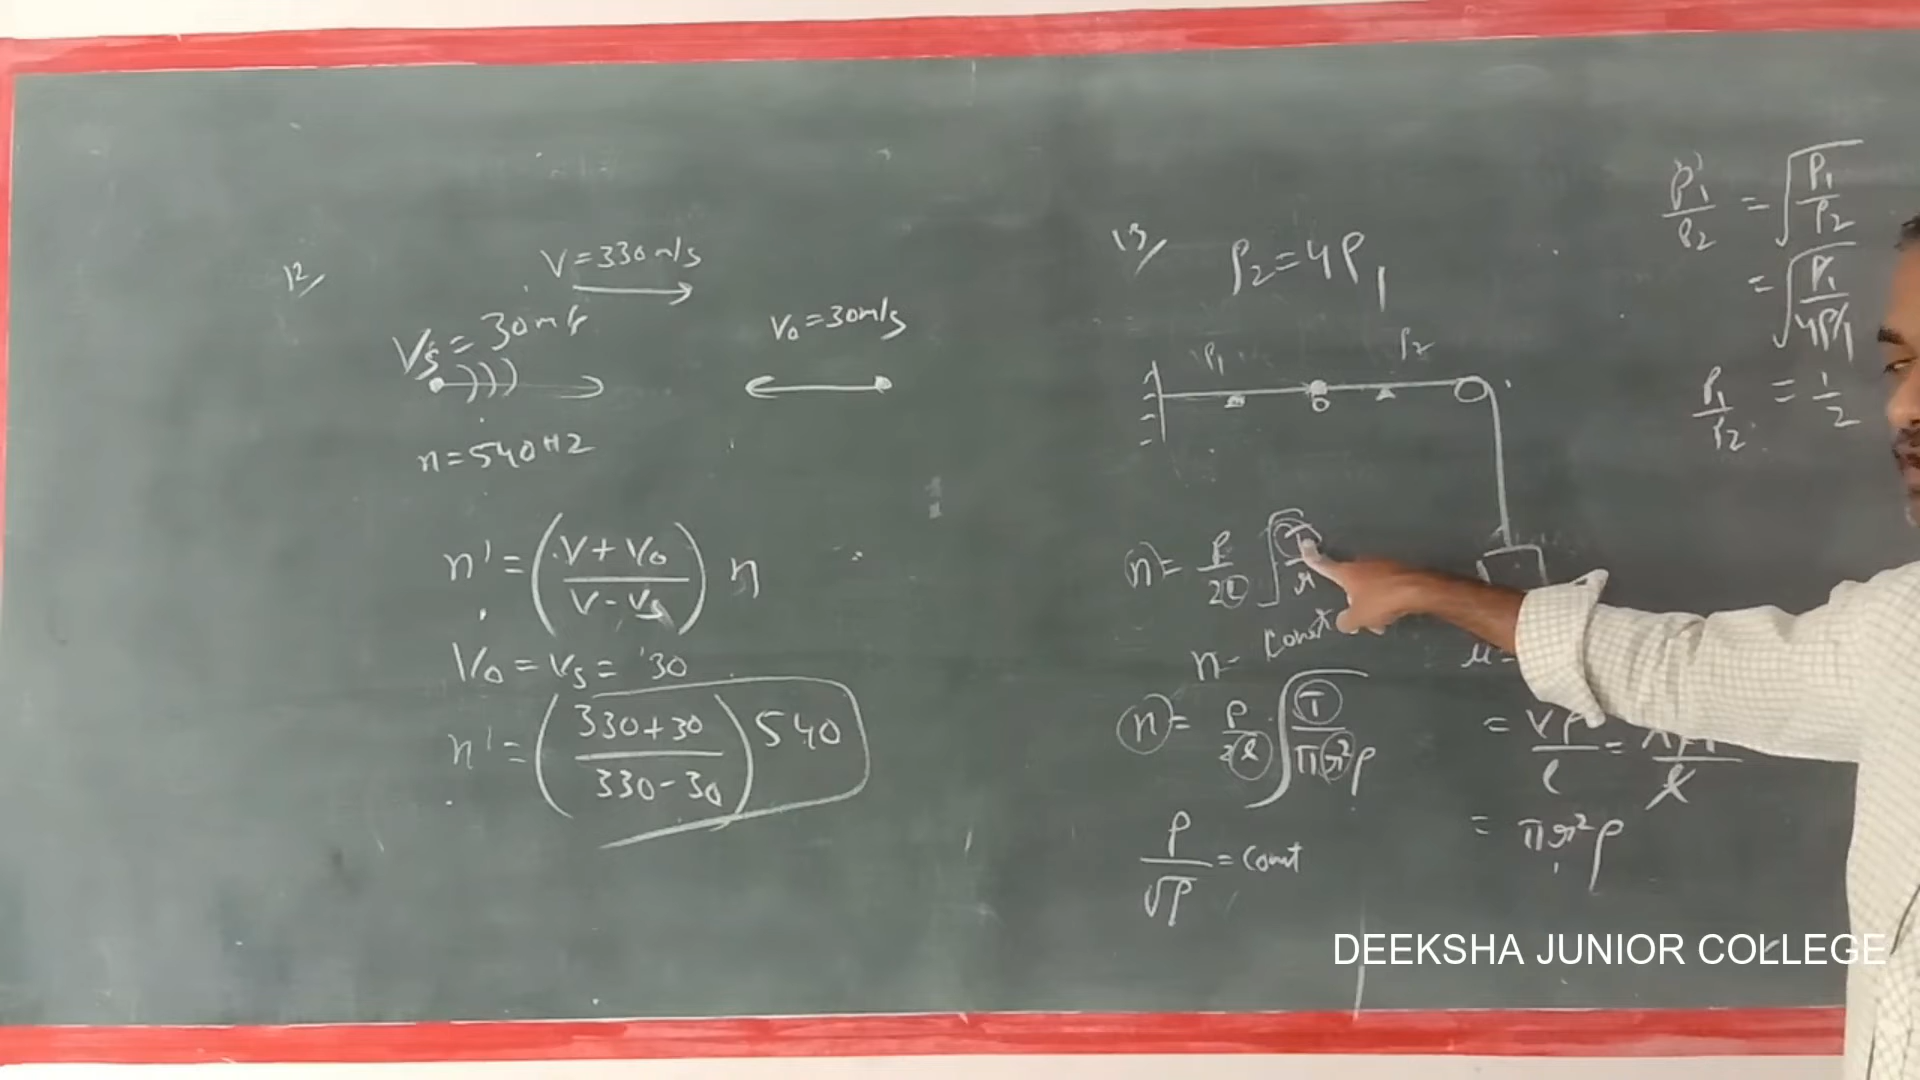 12/
V = 330 m/s
Vs = 30 m/s
V₀ = 30 m/s
n = 540 Hz
n' = (V + V₀ / V - Vs) n
V₀ = Vs = 30
n' = (330 + 30 / 330 - 30) 540
13/
ρ₂ = 4ρ₁
ρ₁
ρ₂
n = p/2l √T/μ
n - const
n = p/2l √T/πr²ρ
p/√ρ = const
= Vρ/l =
= πr²ρ
p₁/p₂ = √ρ₁/ρ₂
= √ρ₁/4ρ₁
p₁/p₂ = 1/2
DEEKSHA JUNIOR COLLEGE